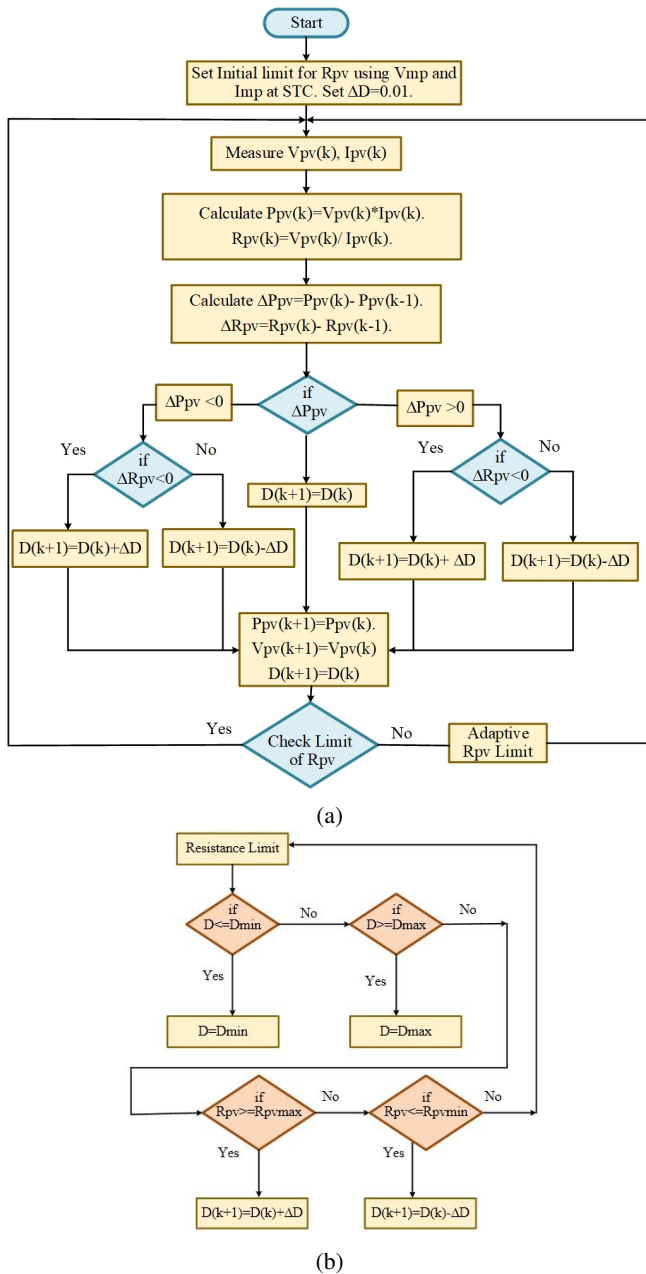 Start
Set Initial limit for Rpv using Vmp and
Imp at STC. Set ΔD=0.01.
Measure Vpv(k), Ipv(k)
Calculate Ppv(k)=Vpv(k)*Ipv(k).
Rpv(k)=Vpv(k)/ Ipv(k).
Calculate ΔPpv=Ppv(k)- Ppv(k-1).
ΔRpv=Rpv(k)- Rpv(k-1).
if
ΔPpv
ΔPpv <0
ΔPpv >0
Yes
if
ΔRpv<0
No
Yes
if
ΔRpv<0
No
D(k+1)=D(k)
D(k+1)=D(k)+ΔD
D(k+1)=D(k)-ΔD
D(k+1)=D(k)+ ΔD
D(k+1)=D(k)-ΔD
Ppv(k+1)=Ppv(k).
Vpv(k+1)=Vpv(k)
D(k+1)=D(k)
Yes
Check Limit
of Rpv
No
Adaptive
Rpv Limit
(a)
Resistance Limit
if
D<=Dmin
No
if
D>=Dmax
No
Yes
Yes
D=Dmin
D=Dmax
if
Rpv>=Rpvmax
No
if
Rpv<=Rpvmin
No
Yes
Yes
D(k+1)=D(k)+ΔD
D(k+1)=D(k)-ΔD
(b)